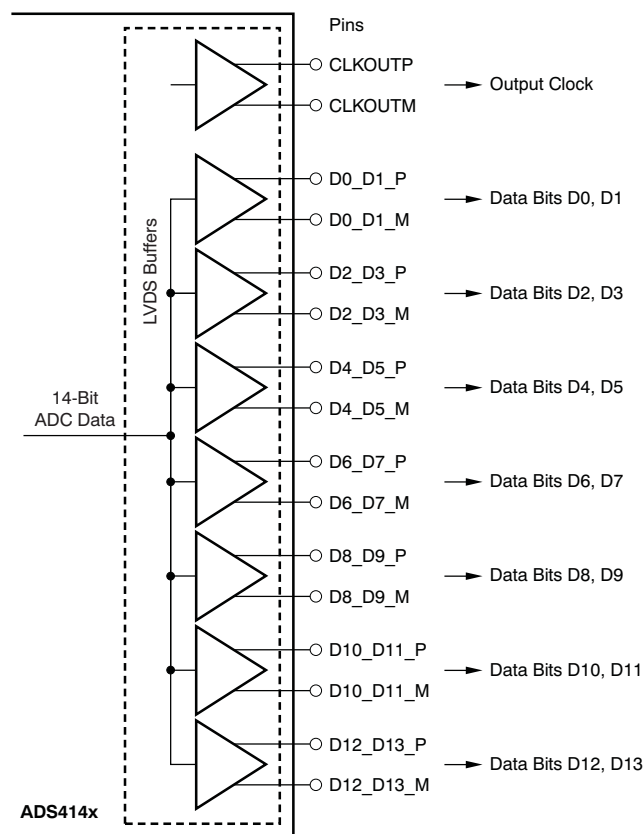 Pins
CLKOUTP
CLKOUTM
Output Clock
LVDS Buffers
D0_D1_P
D0_D1_M
Data Bits D0, D1
D2_D3_P
D2_D3_M
Data Bits D2, D3
D4_D5_P
D4_D5_M
Data Bits D4, D5
14-Bit
ADC Data
D6_D7_P
D6_D7_M
Data Bits D6, D7
D8_D9_P
D8_D9_M
Data Bits D8, D9
D10_D11_P
D10_D11_M
Data Bits D10, D11
D12_D13_P
D12_D13_M
Data Bits D12, D13
ADS414x